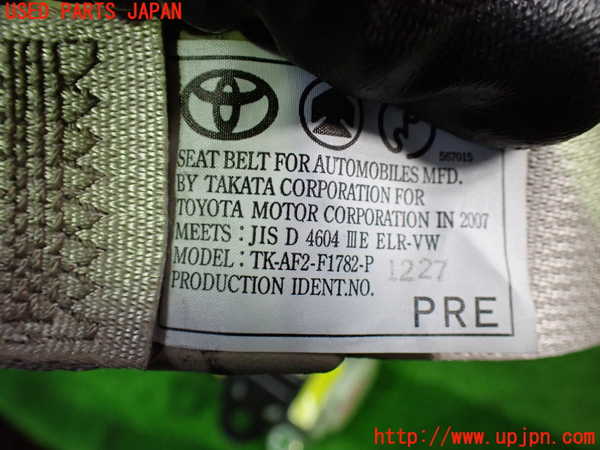 USED PARTS JAPAN
567015
SEAT BELT FOR AUTOMOBILES MFD.
BY TAKATA CORPORATION FOR
TOYOTA MOTOR CORPORATION IN 2007
MEETS : JIS D 4604 ⅢE ELR-VW
MODEL: TK-AF2-F1782-P
PRODUCTION IDENT.NO. 1227
PRE
http://www.upjpn.com/